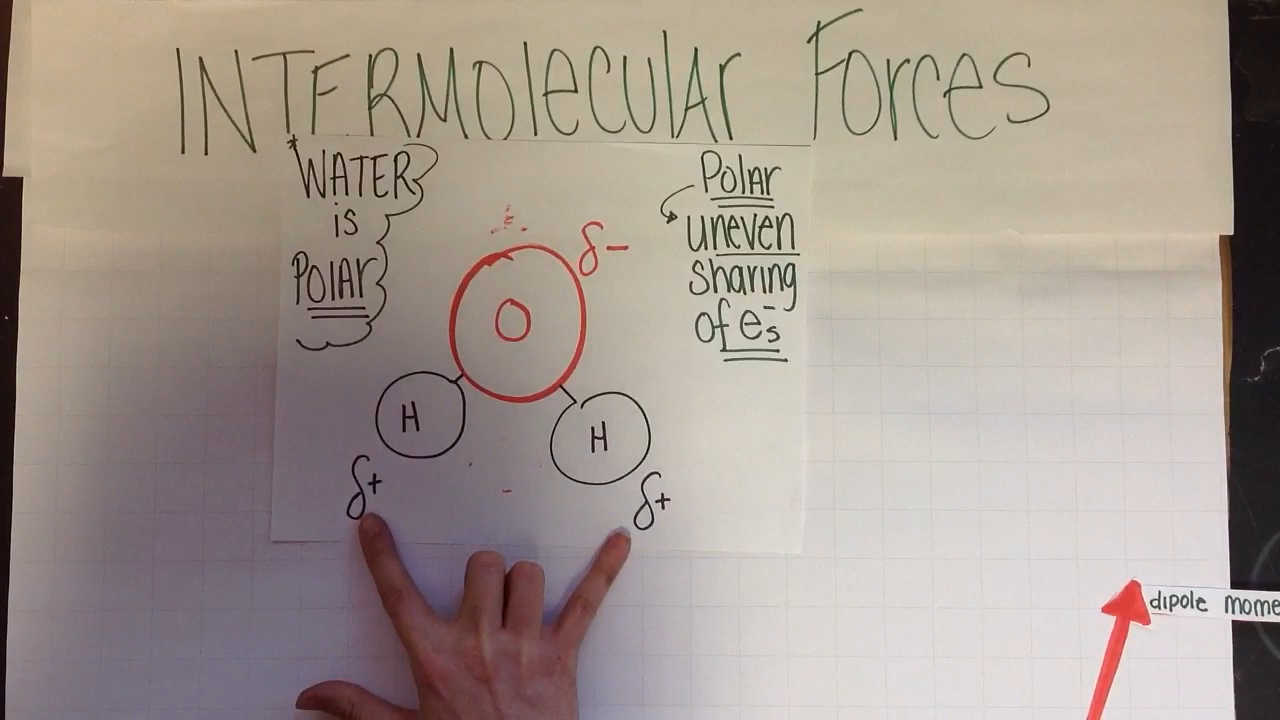 INTERMOlecUlAr Forces
*WATER
is
POlAR
POlAR
uneven
sharing
of e⁻s
δ-
O
H
H
δ+
δ+
dipole mome